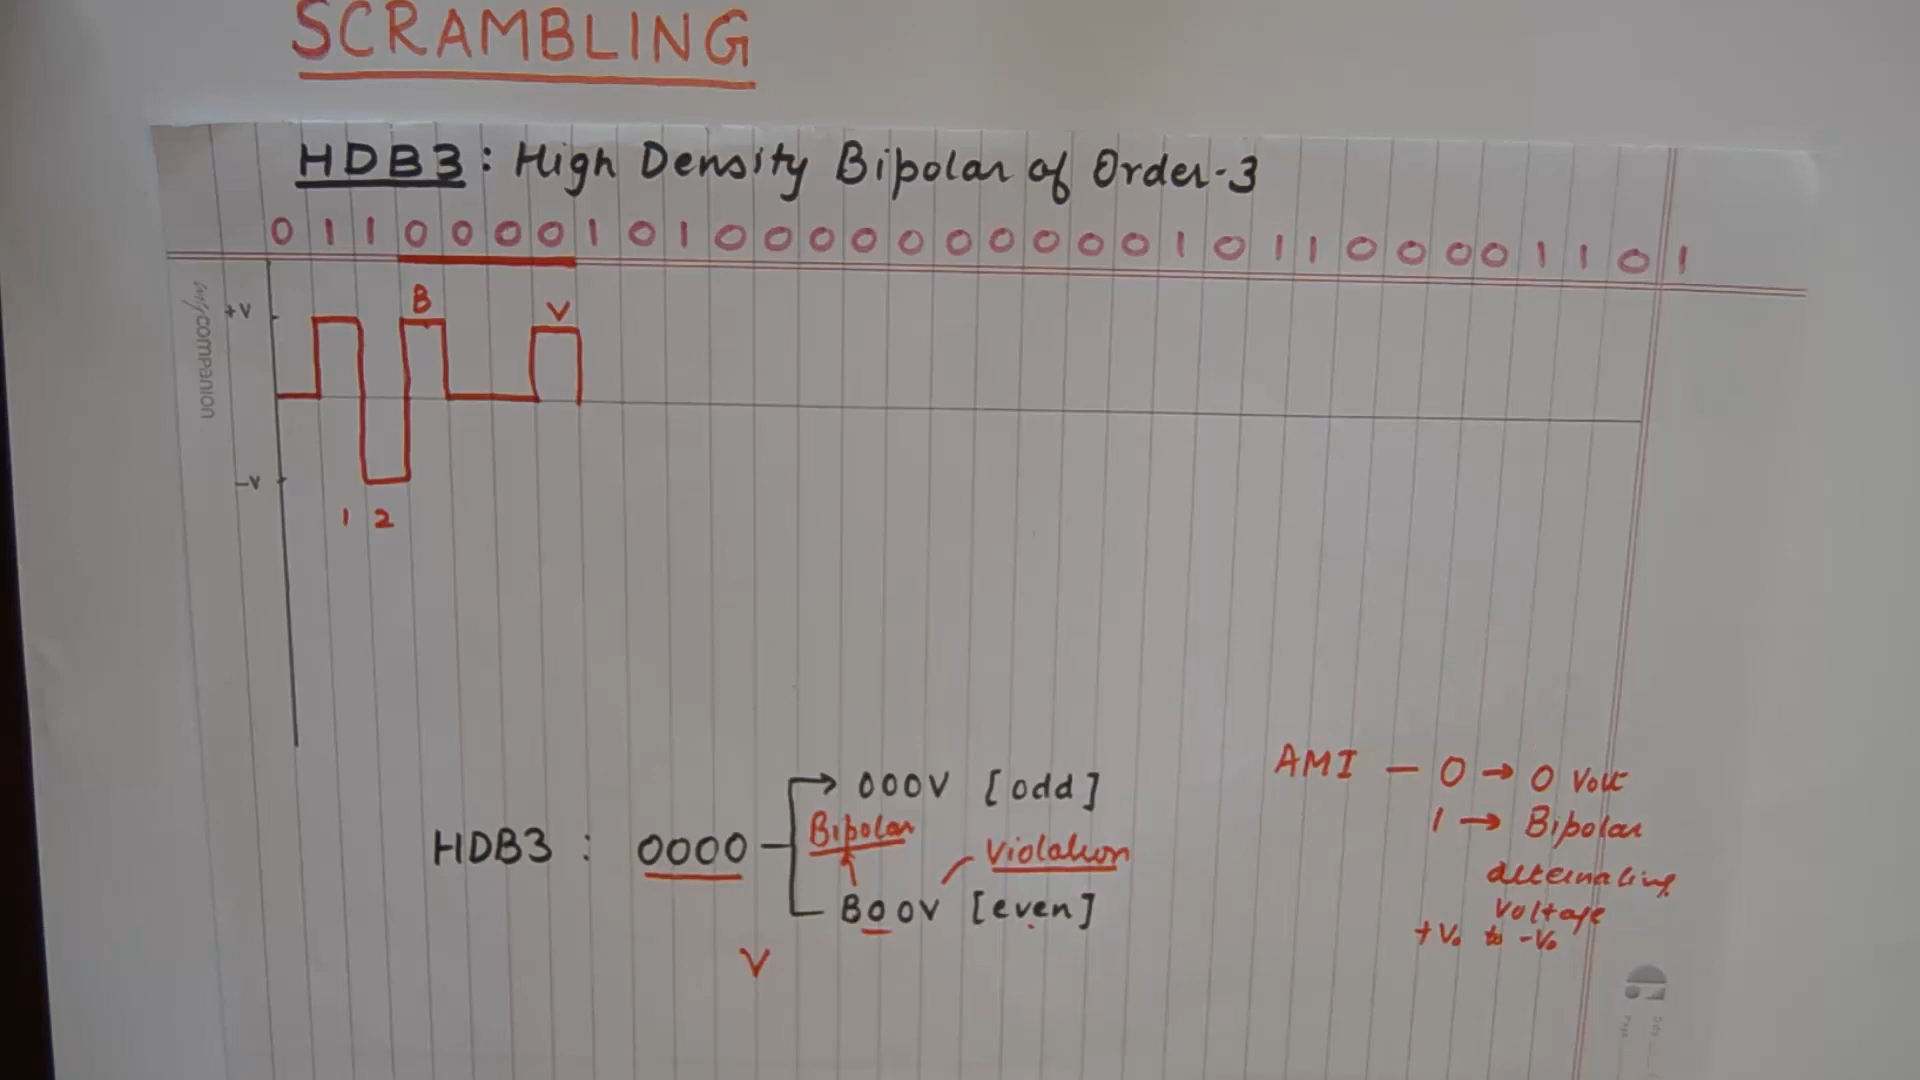 SCRAMBLING
HDB3 : High Density Bipolar of Order-3
0 1 1 0 0 0 0 1 0 1 0 0 0 0 0 0 0 0 0 0 1 0 1 1 0 0 0 0 1 1 0 1
B V
+V
my companion
-V
1 2
AMI - 0 → 0 Volt
000V [odd]
Bipolar
1 → Bipolar
HDB3 : 0000
Violation
alternating
B00V [even]
voltage
+V₀ to -V₀
V